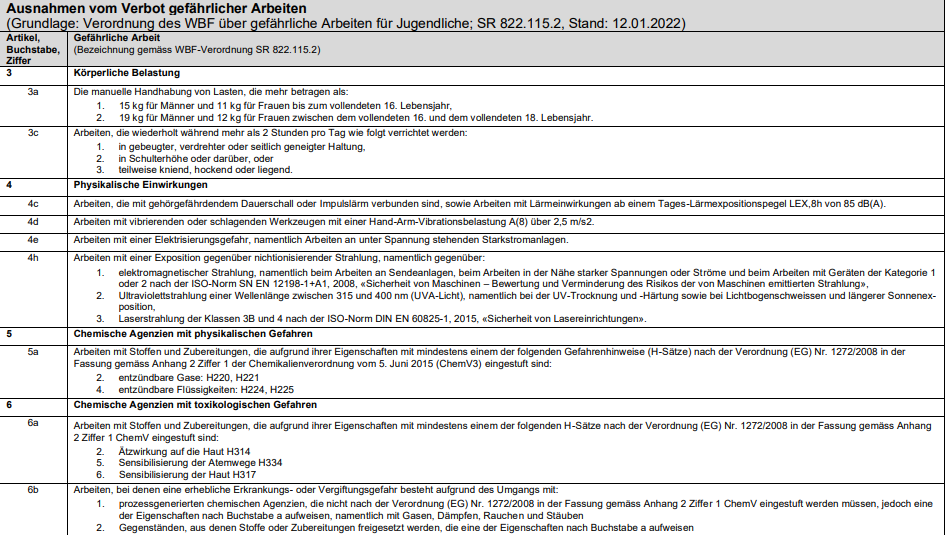 Ausnahmen vom Verbot gefährlicher Arbeiten
(Grundlage: Verordnung des WBF über gefährliche Arbeiten für Jugendliche; SR 822.115.2, Stand: 12.01.2022)
Artikel, Buchstabe, Ziffer
Gefährliche Arbeit
(Bezeichnung gemäss WBF-Verordnung SR 822.115.2)
3 Körperliche Belastung
3a Die manuelle Handhabung von Lasten, die mehr betragen als:
1. 15 kg für Männer und 11 kg für Frauen bis zum vollendeten 16. Lebensjahr,
2. 19 kg für Männer und 12 kg für Frauen zwischen dem vollendeten 16. und dem vollendeten 18. Lebensjahr.
3c Arbeiten, die wiederholt während mehr als 2 Stunden pro Tag wie folgt verrichtet werden:
1. in gebeugter, verdrehter oder seitlich geneigter Haltung,
2. in Schulterhöhe oder darüber, oder
3. teilweise kniend, hockend oder liegend.
4 Physikalische Einwirkungen
4c Arbeiten, die mit gehörgefährdendem Dauerschall oder Impulslärm verbunden sind, sowie Arbeiten mit Lärmeinwirkungen ab einem Tages-Lärmexpositionspegel LEX,8h von 85 dB(A).
4d Arbeiten mit vibrierenden oder schlagenden Werkzeugen mit einer Hand-Arm-Vibrationsbelastung A(8) über 2,5 m/s2.
4e Arbeiten mit einer Elektrisierungsgefahr, namentlich Arbeiten an unter Spannung stehenden Starkstromanlagen.
4h Arbeiten mit einer Exposition gegenüber nichtionisierender Strahlung, namentlich gegenüber:
1. elektromagnetischer Strahlung, namentlich beim Arbeiten an Sendeanlagen, beim Arbeiten in der Nähe starker Spannungen oder Ströme und beim Arbeiten mit Geräten der Kategorie 1
oder 2 nach der ISO-Norm SN EN 12198-1+A1, 2008, «Sicherheit von Maschinen – Bewertung und Verminderung des Risikos der von Maschinen emittierten Strahlung»,
2. Ultraviolettstrahlung einer Wellenlänge zwischen 315 und 400 nm (UVA-Licht), namentlich bei der UV-Trocknung und -Härtung sowie bei Lichtbogenschweissen und längerer Sonnenex-
position,
3. Laserstrahlung der Klassen 3B und 4 nach der ISO-Norm DIN EN 60825-1, 2015, «Sicherheit von Lasereinrichtungen».
5 Chemische Agenzien mit physikalischen Gefahren
5a Arbeiten mit Stoffen und Zubereitungen, die aufgrund ihrer Eigenschaften mit mindestens einem der folgenden Gefahrenhinweise (H-Sätze) nach der Verordnung (EG) Nr. 1272/2008 in der
Fassung gemäss Anhang 2 Ziffer 1 der Chemikalienverordnung vom 5. Juni 2015 (ChemV3) eingestuft sind:
2. entzündbare Gase: H220, H221
4. entzündbare Flüssigkeiten: H224, H225
6 Chemische Agenzien mit toxikologischen Gefahren
6a Arbeiten mit Stoffen und Zubereitungen, die aufgrund ihrer Eigenschaften mit mindestens einem der folgenden H-Sätze nach der Verordnung (EG) Nr. 1272/2008 in der Fassung gemäss Anhang
2 Ziffer 1 ChemV eingestuft sind:
2. Ätzwirkung auf die Haut H314
5. Sensibilisierung der Atemwege H334
6. Sensibilisierung der Haut H317
6b Arbeiten, bei denen eine erhebliche Erkrankungs- oder Vergiftungsgefahr besteht aufgrund des Umgangs mit:
1. prozessgenerierten chemischen Agenzien, die nicht nach der Verordnung (EG) Nr. 1272/2008 in der Fassung gemäss Anhang 2 Ziffer 1 ChemV eingestuft werden müssen, jedoch eine
der Eigenschaften nach Buchstabe a aufweisen, namentlich mit Gasen, Dämpfen, Rauchen und Stäuben
2. Gegenständen, aus denen Stoffe oder Zubereitungen freigesetzt werden, die eine der Eigenschaften nach Buchstabe a aufweisen